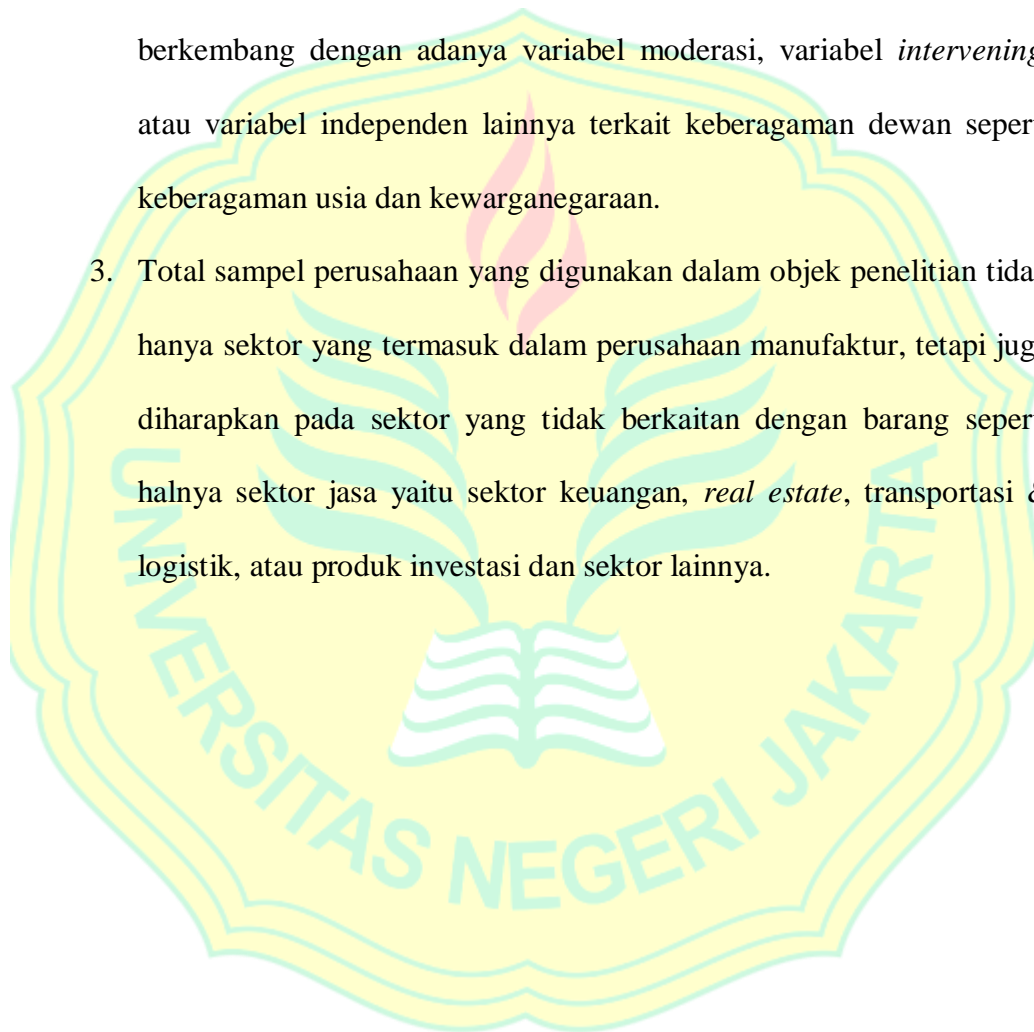 berkembang dengan adanya variabel moderasi, variabel intervening
atau variabel independen lainnya terkait keberagaman dewan sepert
keberagaman usia dan kewarganegaraan.
3. Total sampel perusahaan yang digunakan dalam objek penelitian tida
hanya sektor yang termasuk dalam perusahaan manufaktur, tetapi jug
diharapkan pada sektor yang tidak berkaitan dengan barang sepert
halnya sektor jasa yaitu sektor keuangan, real estate, transportasi &
logistik, atau produk investasi dan sektor lainnya.
UNIVERSITAS NEGERI JAKARTA